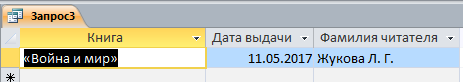 Запрос3
Книга Дата выдачи Фамилия читателя
«Война и мир» 11.05.2017 Жукова Л. Г.